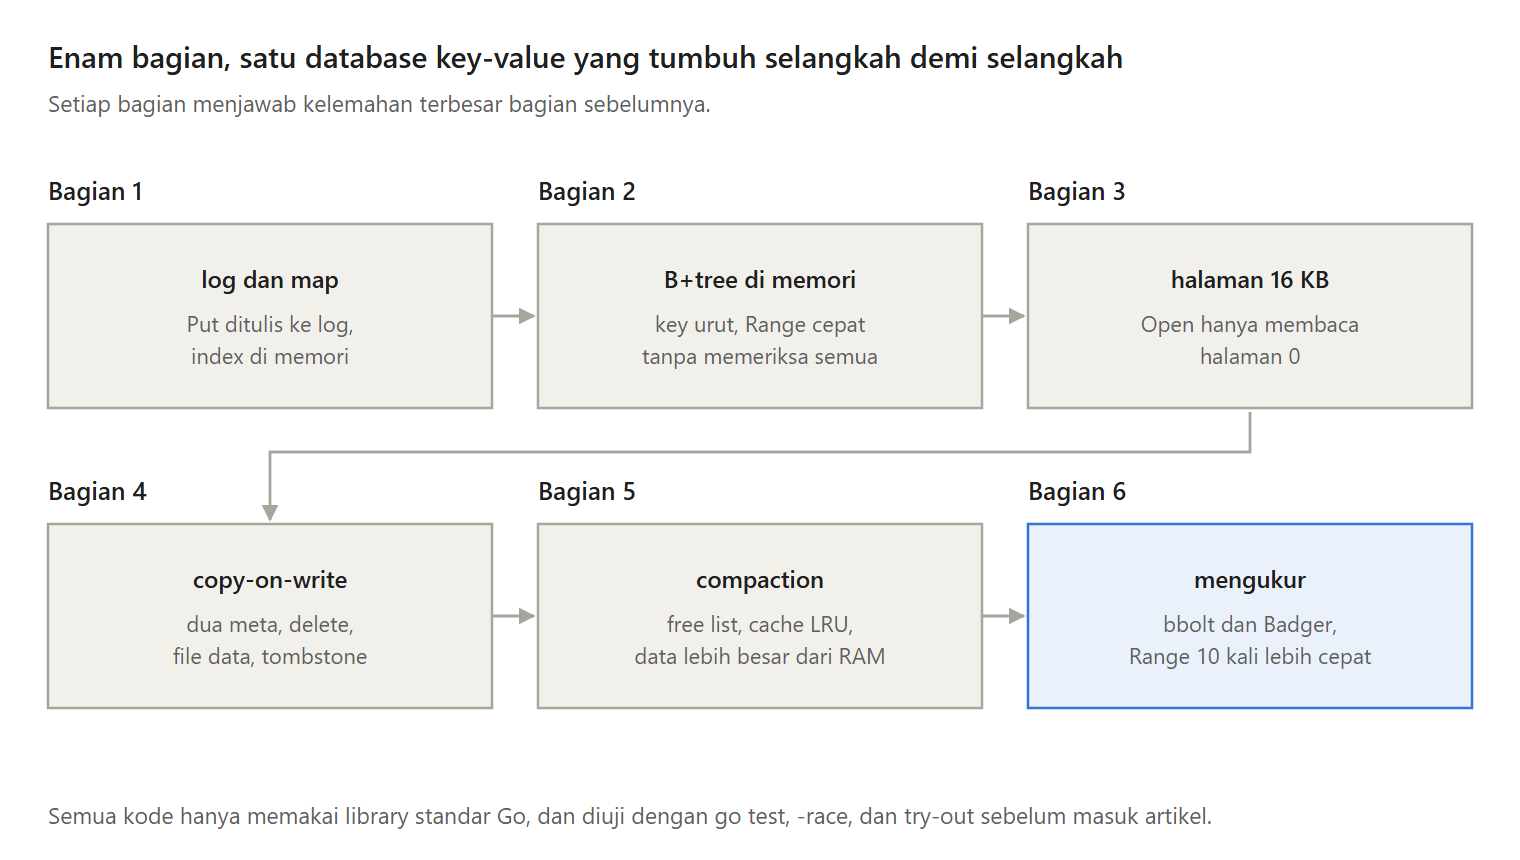 Enam bagian, satu database key-value yang tumbuh selangkah demi selangkah
Setiap bagian menjawab kelemahan terbesar bagian sebelumnya.
Bagian 1
log dan map
Put ditulis ke log,
index di memori
Bagian 2
B+tree di memori
key urut, Range cepat
tanpa memeriksa semua
Bagian 3
halaman 16 KB
Open hanya membaca
halaman 0
Bagian 4
copy-on-write
dua meta, delete,
file data, tombstone
Bagian 5
compaction
free list, cache LRU,
data lebih besar dari RAM
Bagian 6
mengukur
bbolt dan Badger,
Range 10 kali lebih cepat
Semua kode hanya memakai library standar Go, dan diuji dengan go test, -race, dan try-out sebelum masuk artikel.